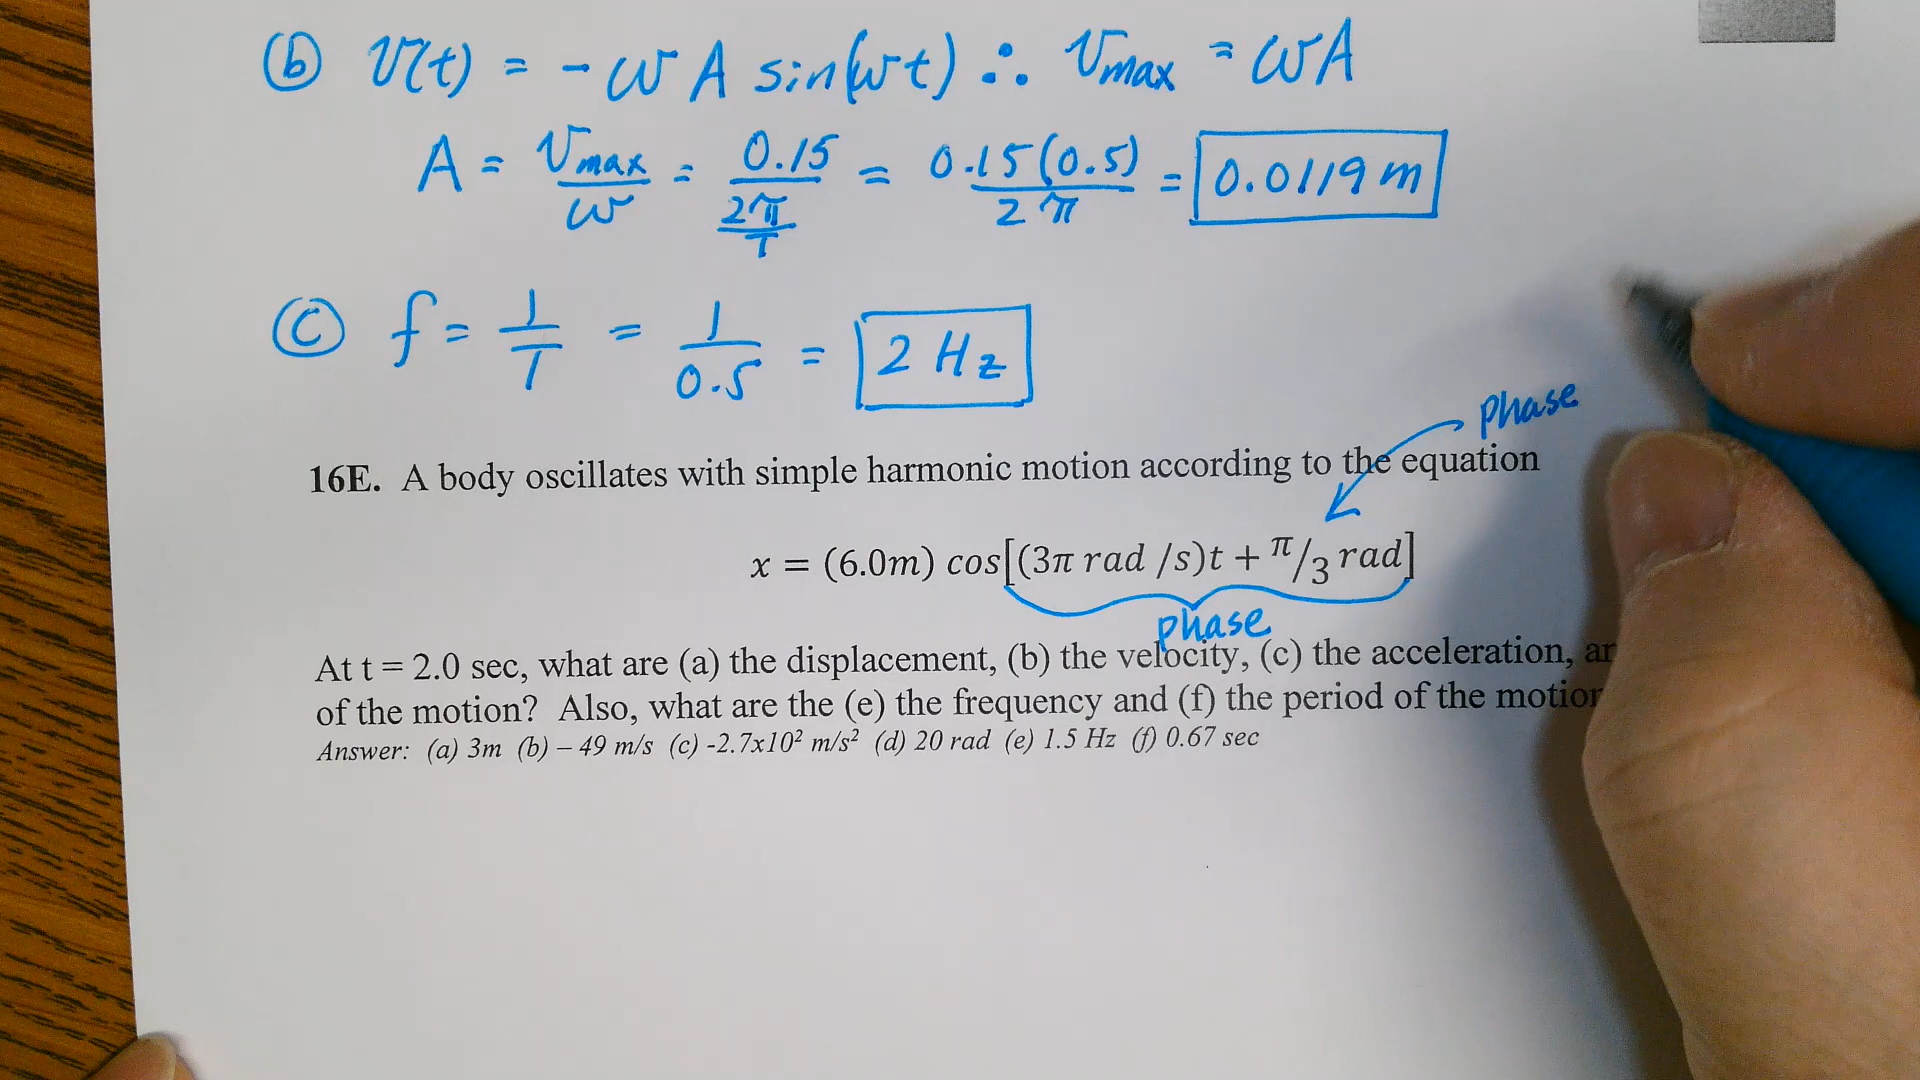 (b) v(t) = -ωA sin(ωt) ∴ vmax = ωA
A = vmax/ω = 0.15/(2π/T) = 0.15(0.5)/2π = 0.0119 m
(c) f = 1/T = 1/0.5 = 2 Hz
phase
16E. A body oscillates with simple harmonic motion according to the equation
x = (6.0m) cos[(3π rad /s)t + π/3 rad]
phase
At t = 2.0 sec, what are (a) the displacement, (b) the velocity, (c) the acceleration,
of the motion? Also, what are the (e) the frequency and (f) the period of the
Answer: (a) 3m (b) – 49 m/s (c) -2.7x10² m/s² (d) 20 rad (e) 1.5 Hz (f) 0.67 sec